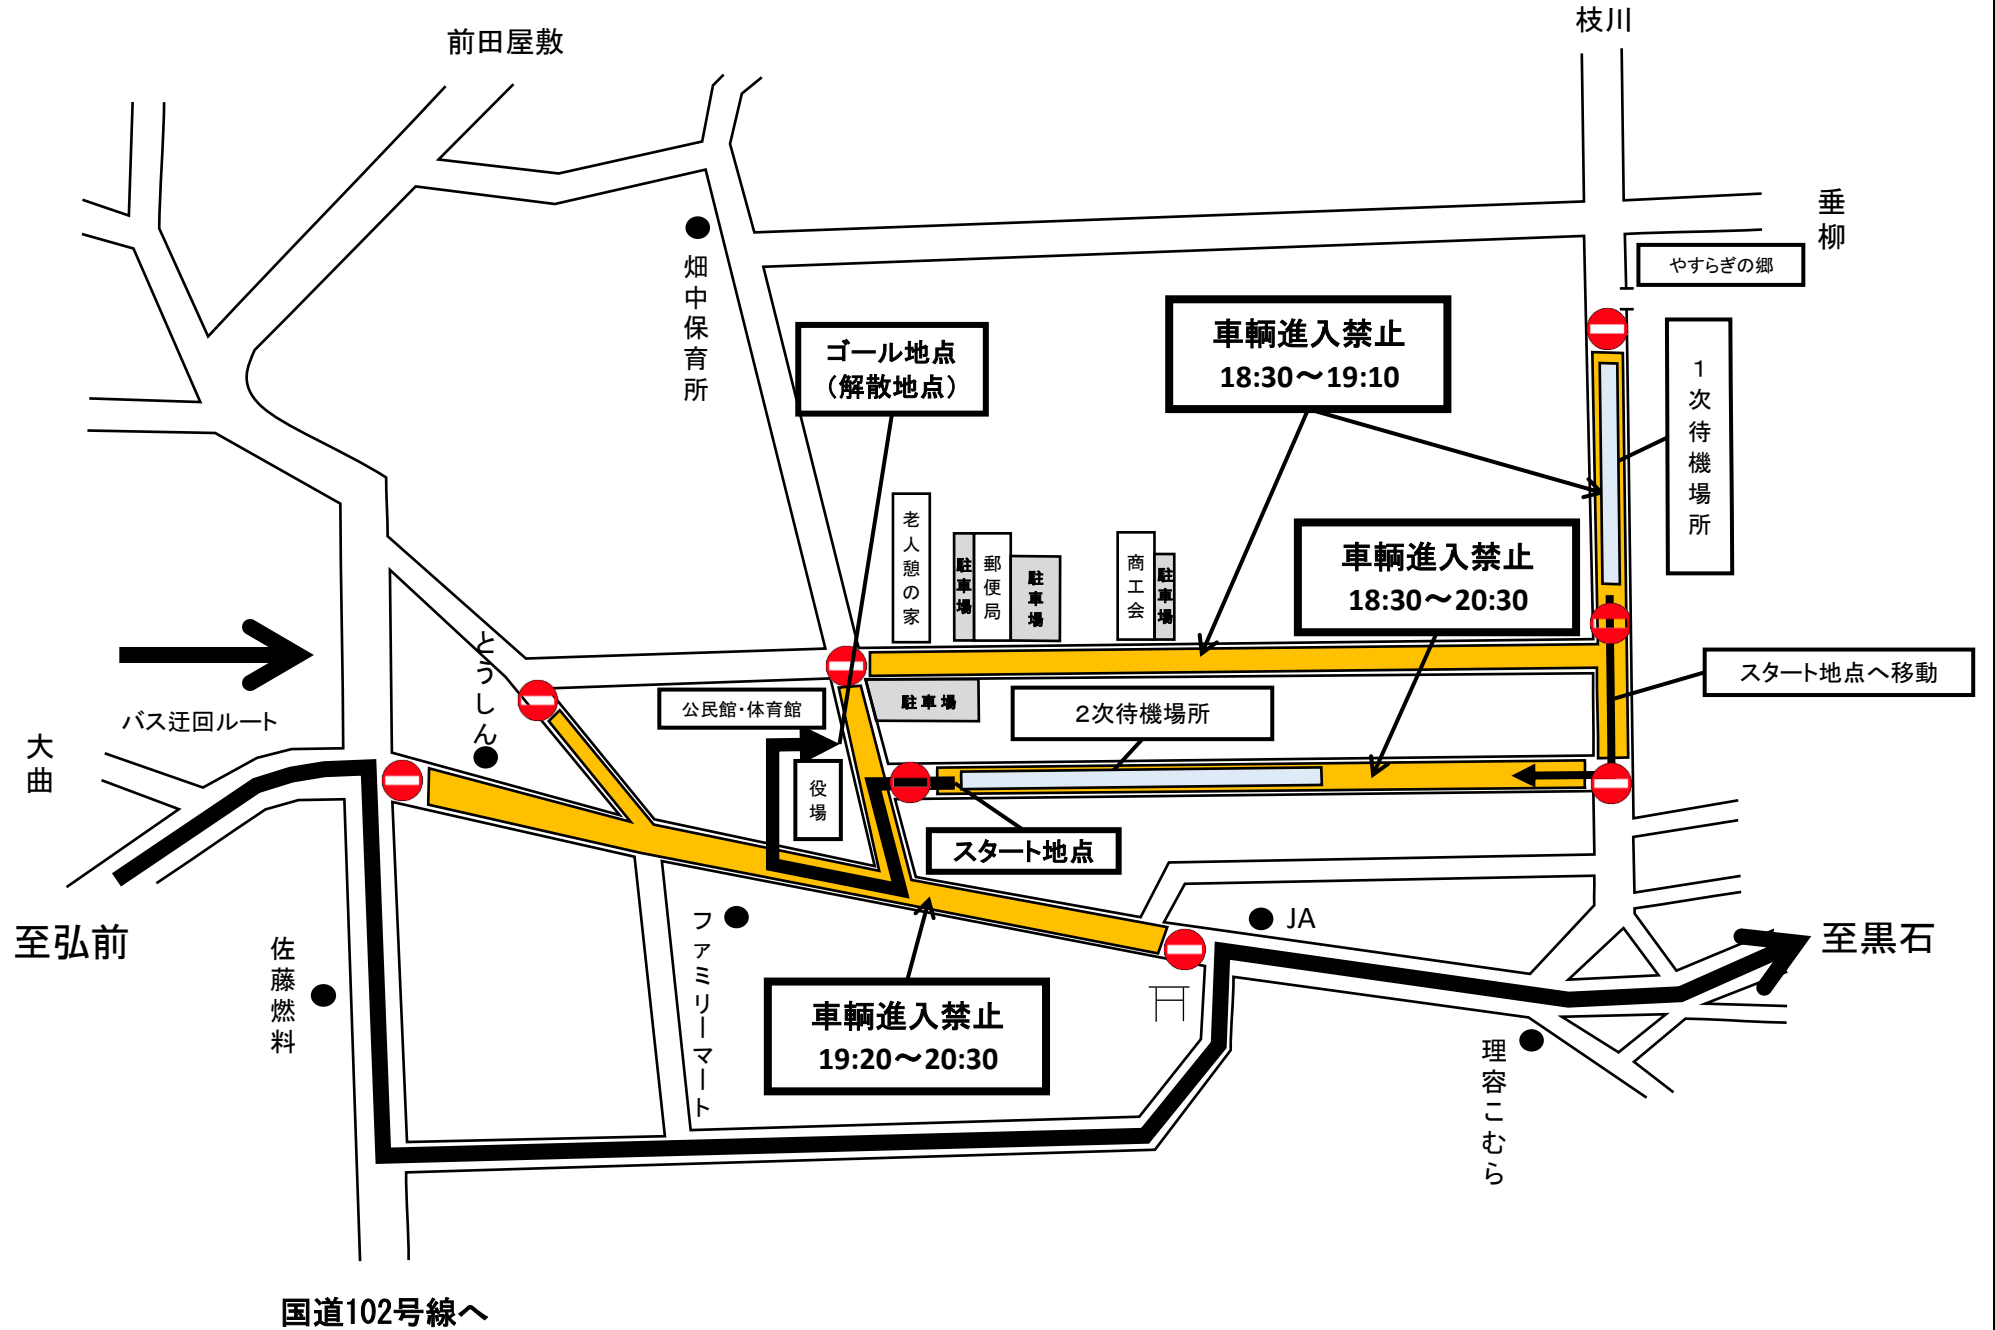 枝川
前田屋敷
垂柳
やすらぎの郷
畑中保育所
ゴール地点
（解散地点）
車輌進入禁止
18:30～19:10
1次待機場所
老人憩の家
駐車場
郵便局
駐車場
商工会
駐車場
車輌進入禁止
18:30～20:30
とうしん
スタート地点へ移動
公民館・体育館
駐車場
2次待機場所
バス迂回ルート
大曲
役場
スタート地点
至弘前
佐藤燃料
ファミリーマート
JA
至黒石
車輌進入禁止
19:20～20:30
理容こむら
国道102号線へ